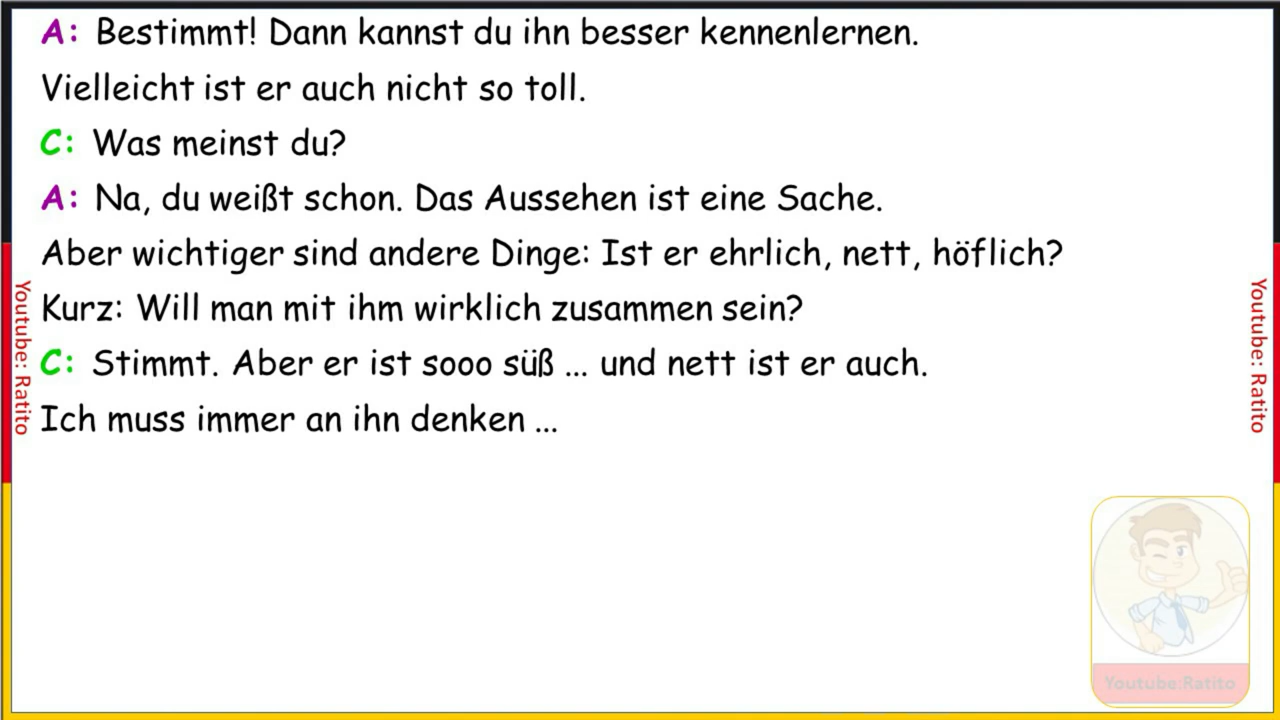 A: Bestimmt! Dann kannst du ihn besser kennenlernen.
Vielleicht ist er auch nicht so toll.
C: Was meinst du?
A: Na, du weißt schon. Das Aussehen ist eine Sache.
Aber wichtiger sind andere Dinge: Ist er ehrlich, nett, höflich?
Kurz: Will man mit ihm wirklich zusammen sein?
C: Stimmt. Aber er ist sooo süß ... und nett ist er auch.
Ich muss immer an ihn denken ...
Youtube: Ratito
Youtube: Ratito
Youtube:Ratito